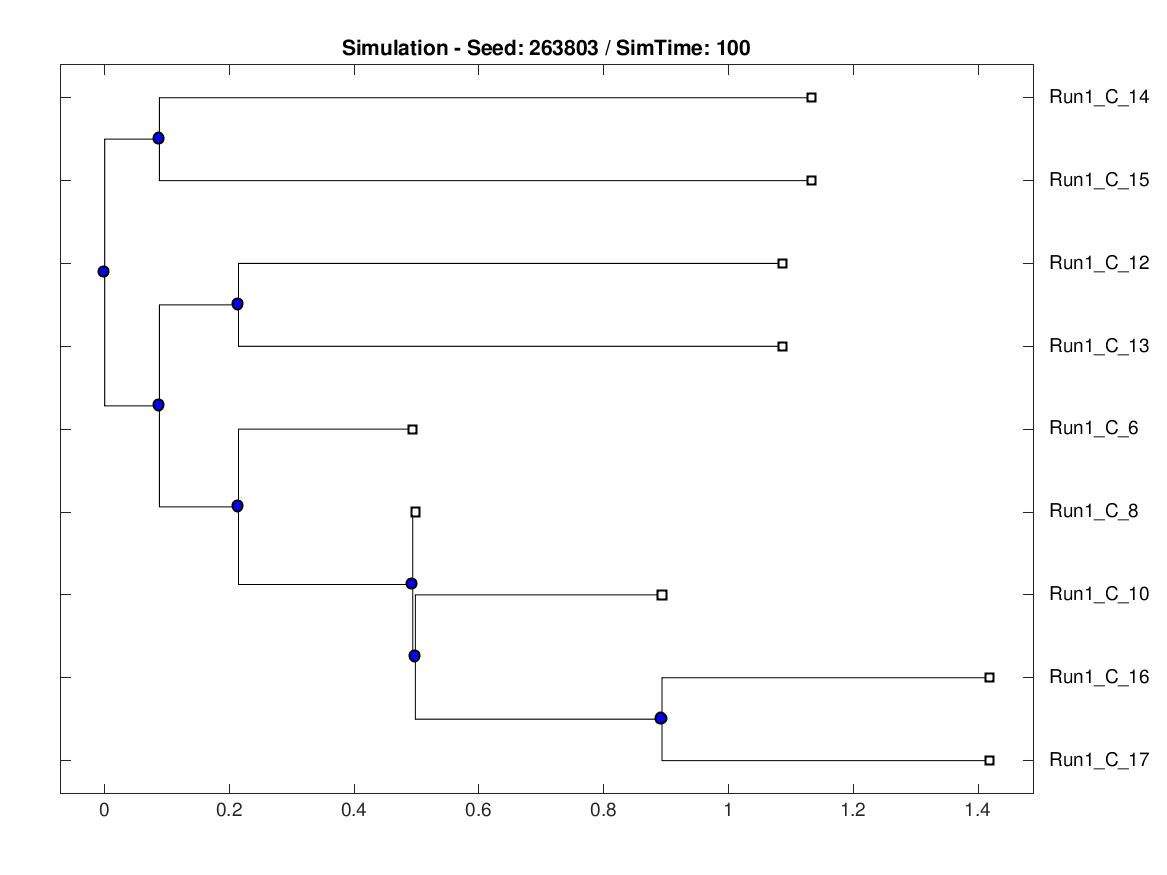 Simulation - Seed: 263803 / SimTime: 100
Run1_C_14
Run1_C_15
Run1_C_12
Run1_C_13
Run1_C_6
Run1_C_8
Run1_C_10
Run1_C_16
Run1_C_17
0 0.2 0.4 0.6 0.8 1 1.2 1.4